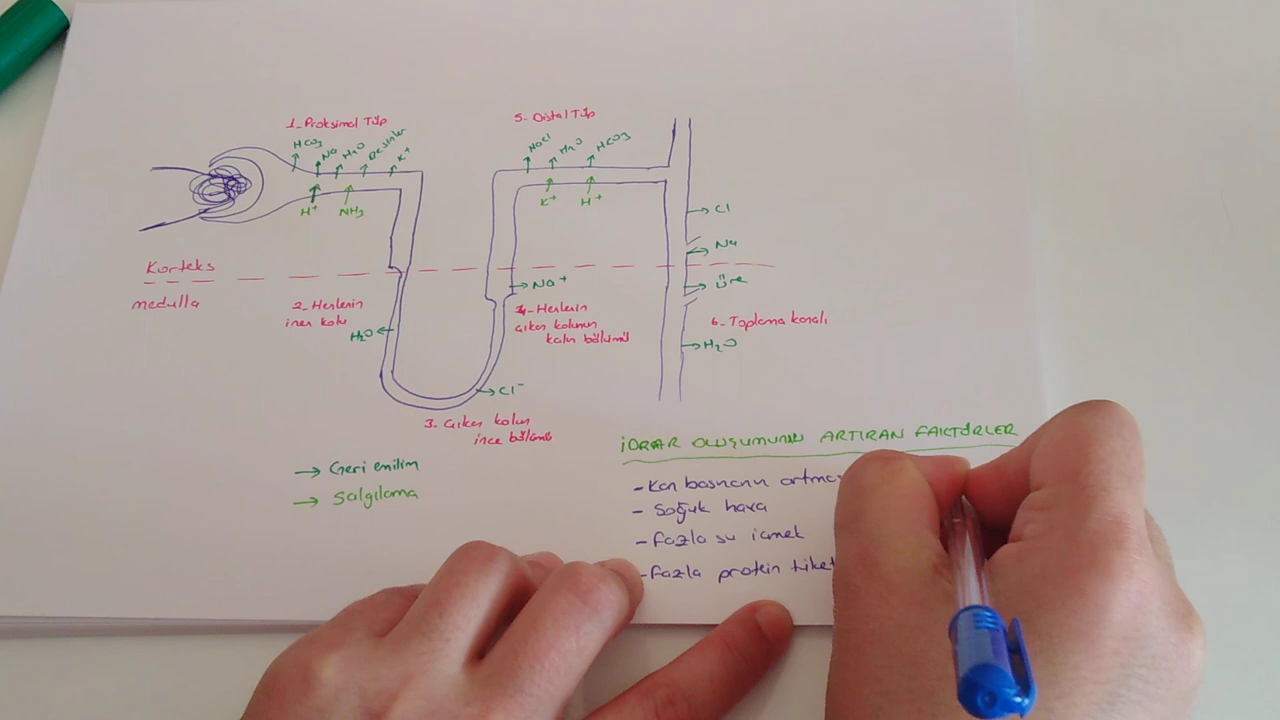 1-Proksimal Tüp
HCO3 Na H2O Besinler K+
H+ NH3
5- Distal Tüp
NaCl H2O HCO3
K+ H+
Cl
Na
Üre
H2O
6- Toplama kanalı
Korteks
medulla
2- Henlenin
inen kolu
H2O
Na+
4- Henlenin
çıkan kolunun
kalın bölümü
Cl-
3. Çıkan kolun
ince bölümü
Geri emilim
Salgılama
İDRAR OLUŞUMUNU ARTIRAN FAKTÖRLER
- Kan basıncının artma
- Soğuk hava
- Fazla su içmek
- Fazla protein tüket